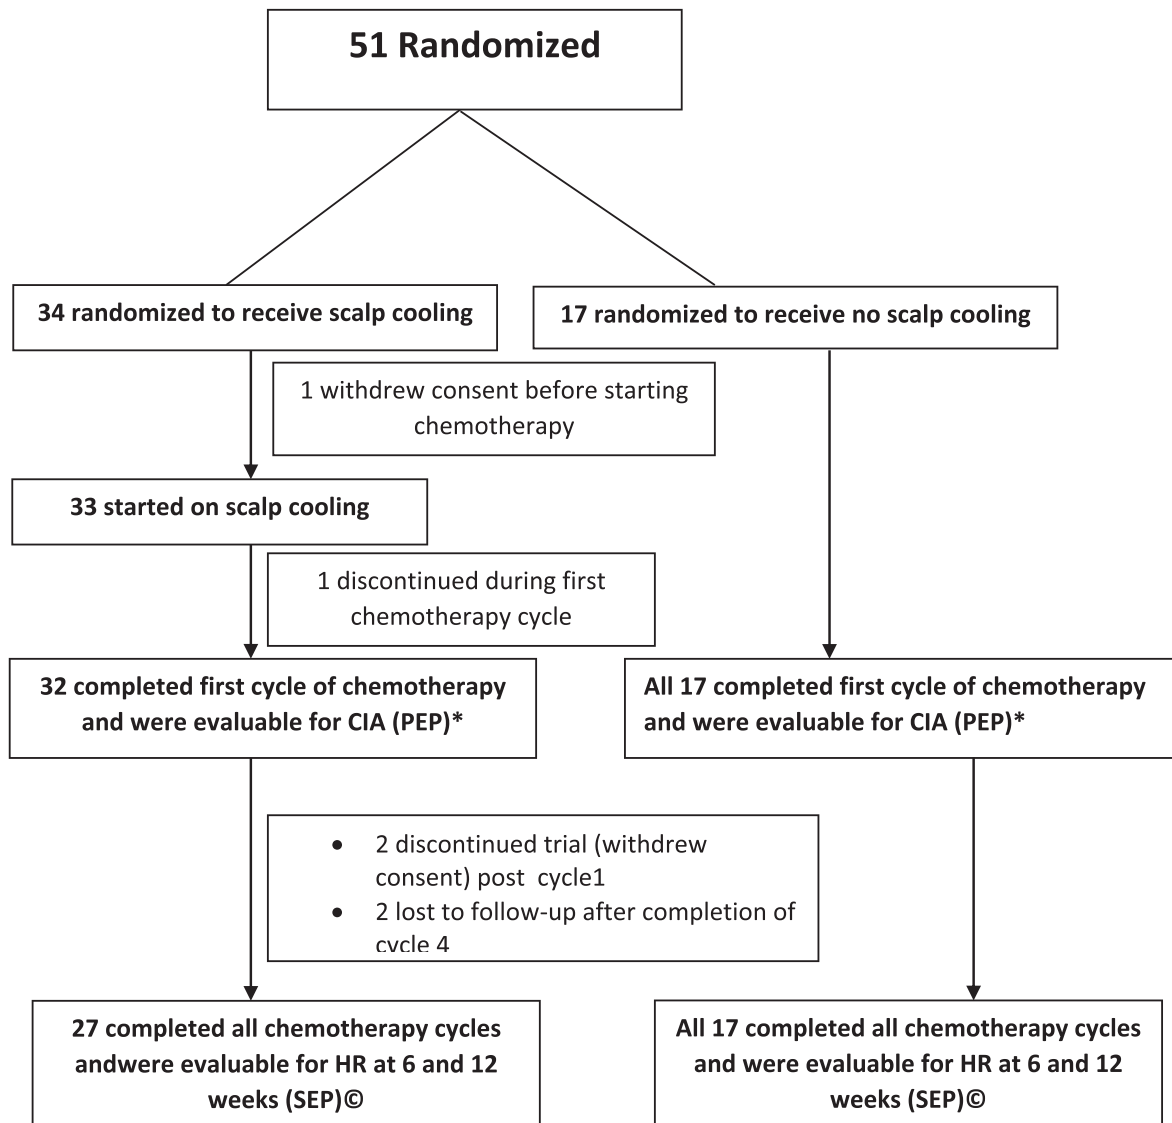 51 Randomized
34 randomized to receive scalp cooling
17 randomized to receive no scalp cooling
1 withdrew consent before starting
chemotherapy
33 started on scalp cooling
1 discontinued during first
chemotherapy cycle
32 completed first cycle of chemotherapy
and were evaluable for CIA (PEP)*
All 17 completed first cycle of chemotherapy
and were evaluable for CIA (PEP)*
• 2 discontinued trial (withdrew
consent) post cycle1
• 2 lost to follow-up after completion of
cycle 4
27 completed all chemotherapy cycles
andwere evaluable for HR at 6 and 12
weeks (SEP)©
All 17 completed all chemotherapy cycles
and were evaluable for HR at 6 and 12
weeks (SEP)©